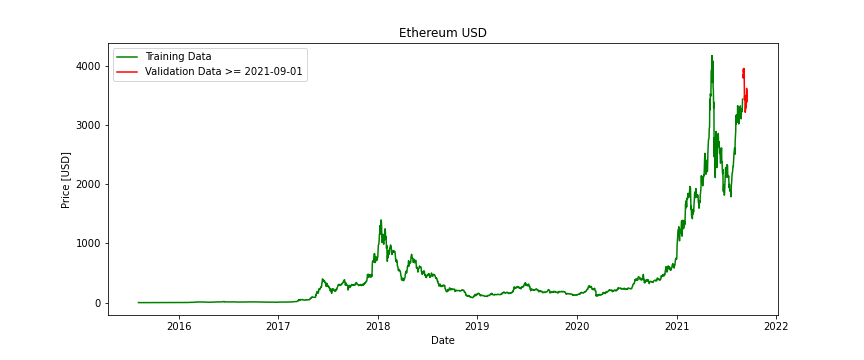 Ethereum USD
Training Data
Validation Data >= 2021-09-01
4000
3000
2000
1000
0
Price [USD]
2016
2017
2018
2019
2020
2021
2022
Date